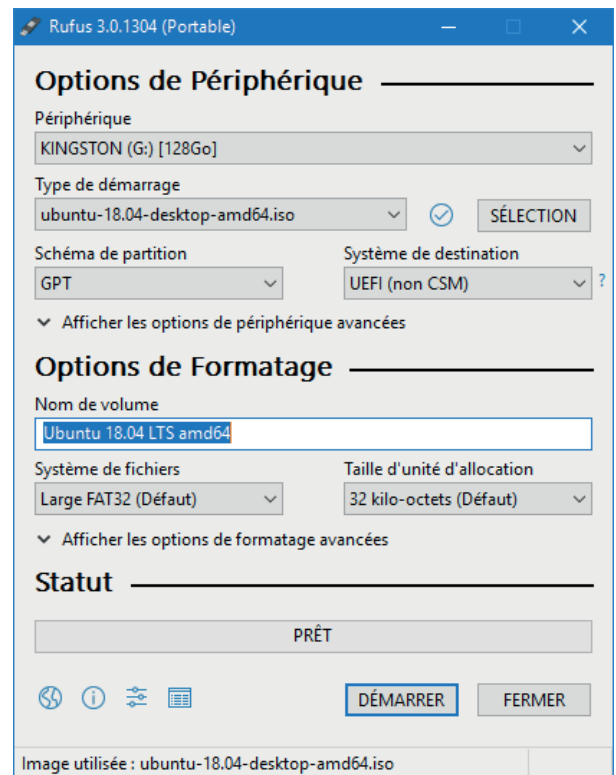 Rufus 3.0.1304 (Portable)
Options de Périphérique
Périphérique
KINGSTON (G:) [128Go]
Type de démarrage
ubuntu-18.04-desktop-amd64.iso
SÉLECTION
Schéma de partition
Système de destination
GPT
UEFI (non CSM)
?
Afficher les options de périphérique avancées
Options de Formatage
Nom de volume
Ubuntu 18.04 LTS amd64
Système de fichiers
Taille d'unité d'allocation
Large FAT32 (Défaut)
32 kilo-octets (Défaut)
Afficher les options de formatage avancées
Statut
PRÊT
DÉMARRER
FERMER
Image utilisée : ubuntu-18.04-desktop-amd64.iso